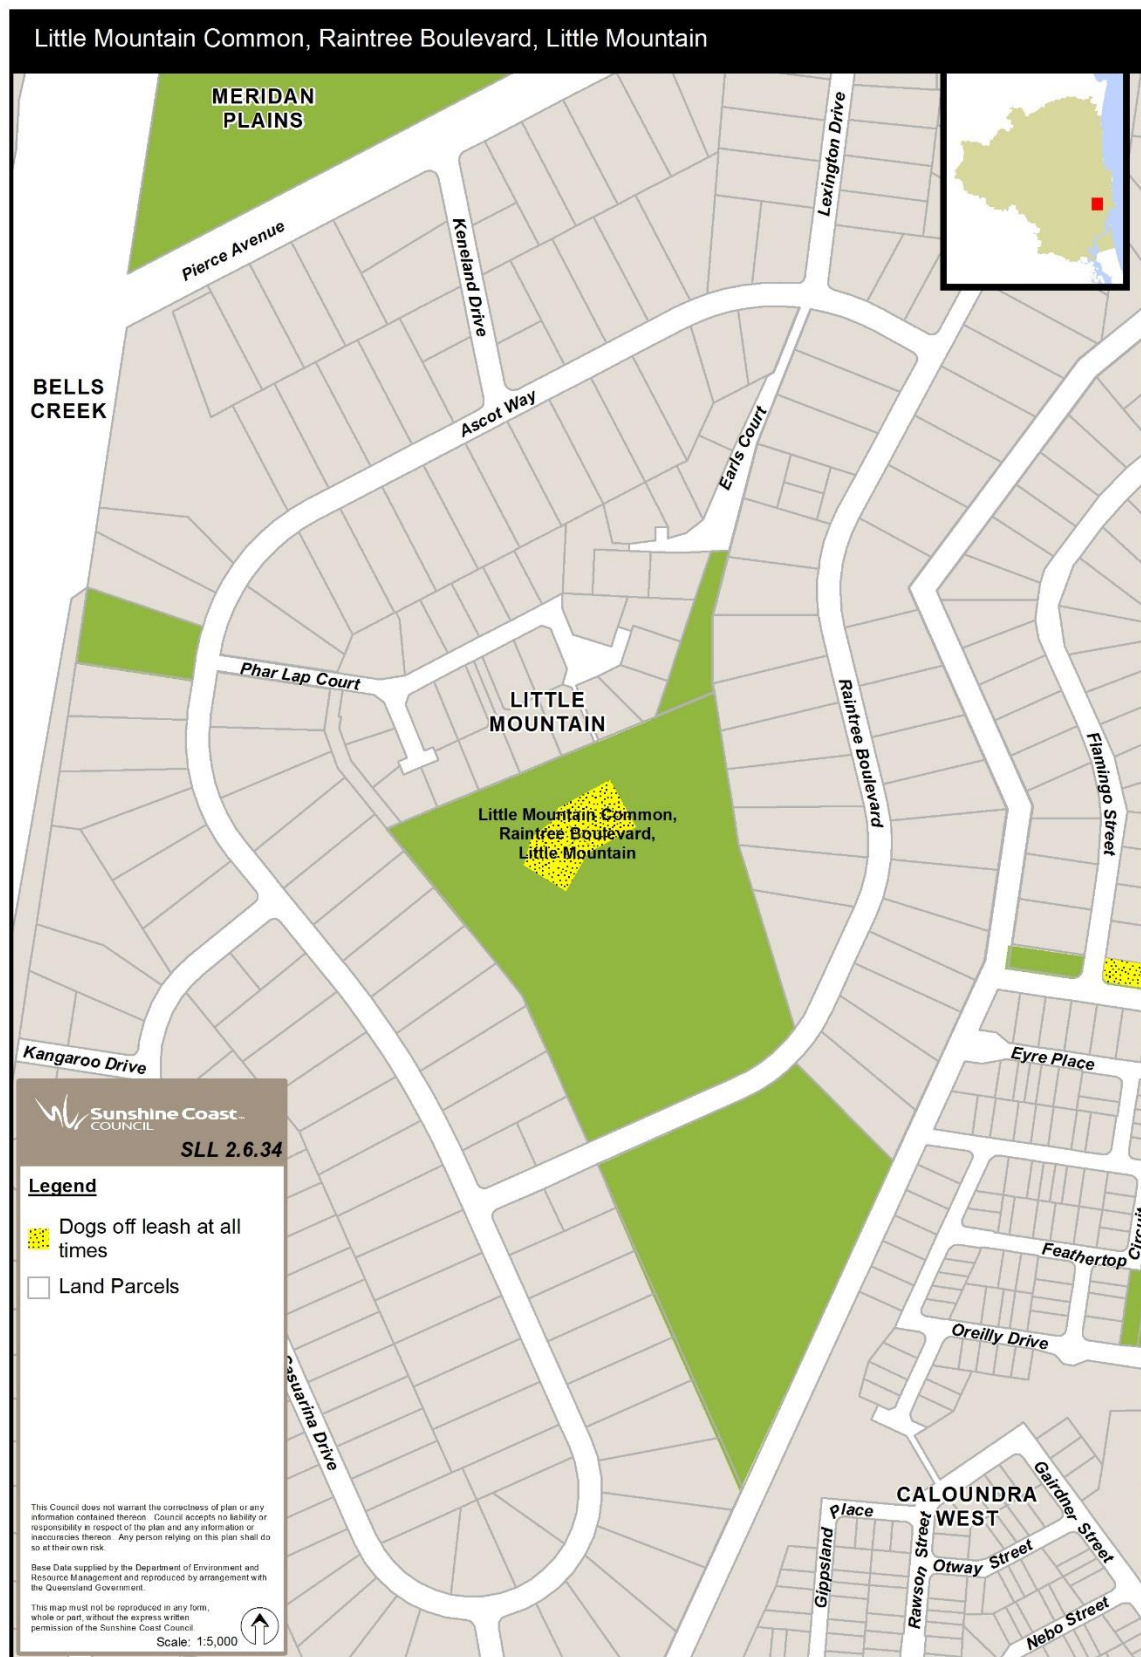 Little Mountain Common, Raintree Boulevard, Little Mountain
MERIDAN
PLAINS
Lexington Drive
Pierce Avenue
Keneland Drive
BELLS
CREEK
Ascot Way
Earls Court
Phar Lap Court
LITTLE
MOUNTAIN
Raintree Boulevard
Flamingo Street
Little Mountain Common,
Raintree Boulevard,
Little Mountain
Kangaroo Drive
Eyre Place
Circuit
Feathertop
Oreilly Drive
Casuarina Drive
CALOUNDRA
WEST
Gairdner Street
Place
Gippsland
Rawson Street
Otway Street
Nebo Street
Sunshine Coast
COUNCIL
SLL 2.6.34
Legend
Dogs off leash at all
times
Land Parcels
This Council does not warrant the correctness of plan or any
information contained thereon. Council accepts no liability or
responsibility in respect of the plan and any information or
inaccuracies thereon. Any person relying on this plan shall do
so at their own risk.
Base Data supplied by the Department of Environment and
Resource Management and reproduced by arrangement with
the Queensland Government.
This map must not be reproduced in any form,
whole or part, without the express written
permission of the Sunshine Coast Council.
Scale: 1:5,000